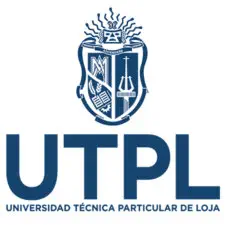 UTPL
UNIVERSIDAD TÉCNICA PARTICULAR DE LOJA